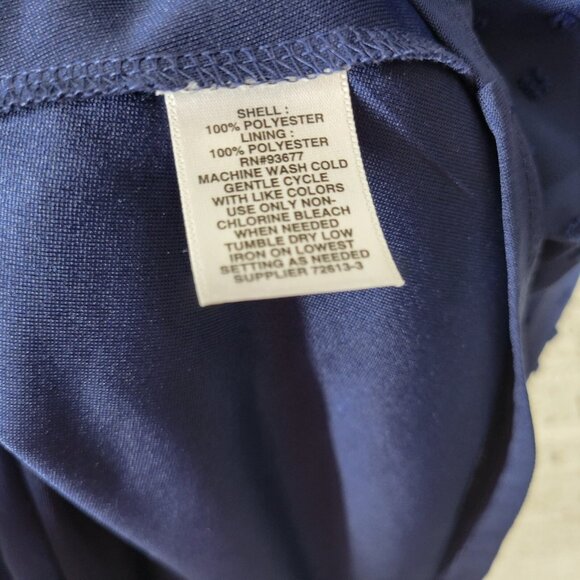 SHELL :
100% POLYESTER
LINING :
100% POLYESTER
RN#93677
MACHINE WASH COLD
GENTLE CYCLE
WITH LIKE COLORS
USE ONLY NON-
CHLORINE BLEACH
WHEN NEEDED
TUMBLE DRY LOW
IRON ON LOWEST
SETTING AS NEEDED
SUPPLIER 72613-3